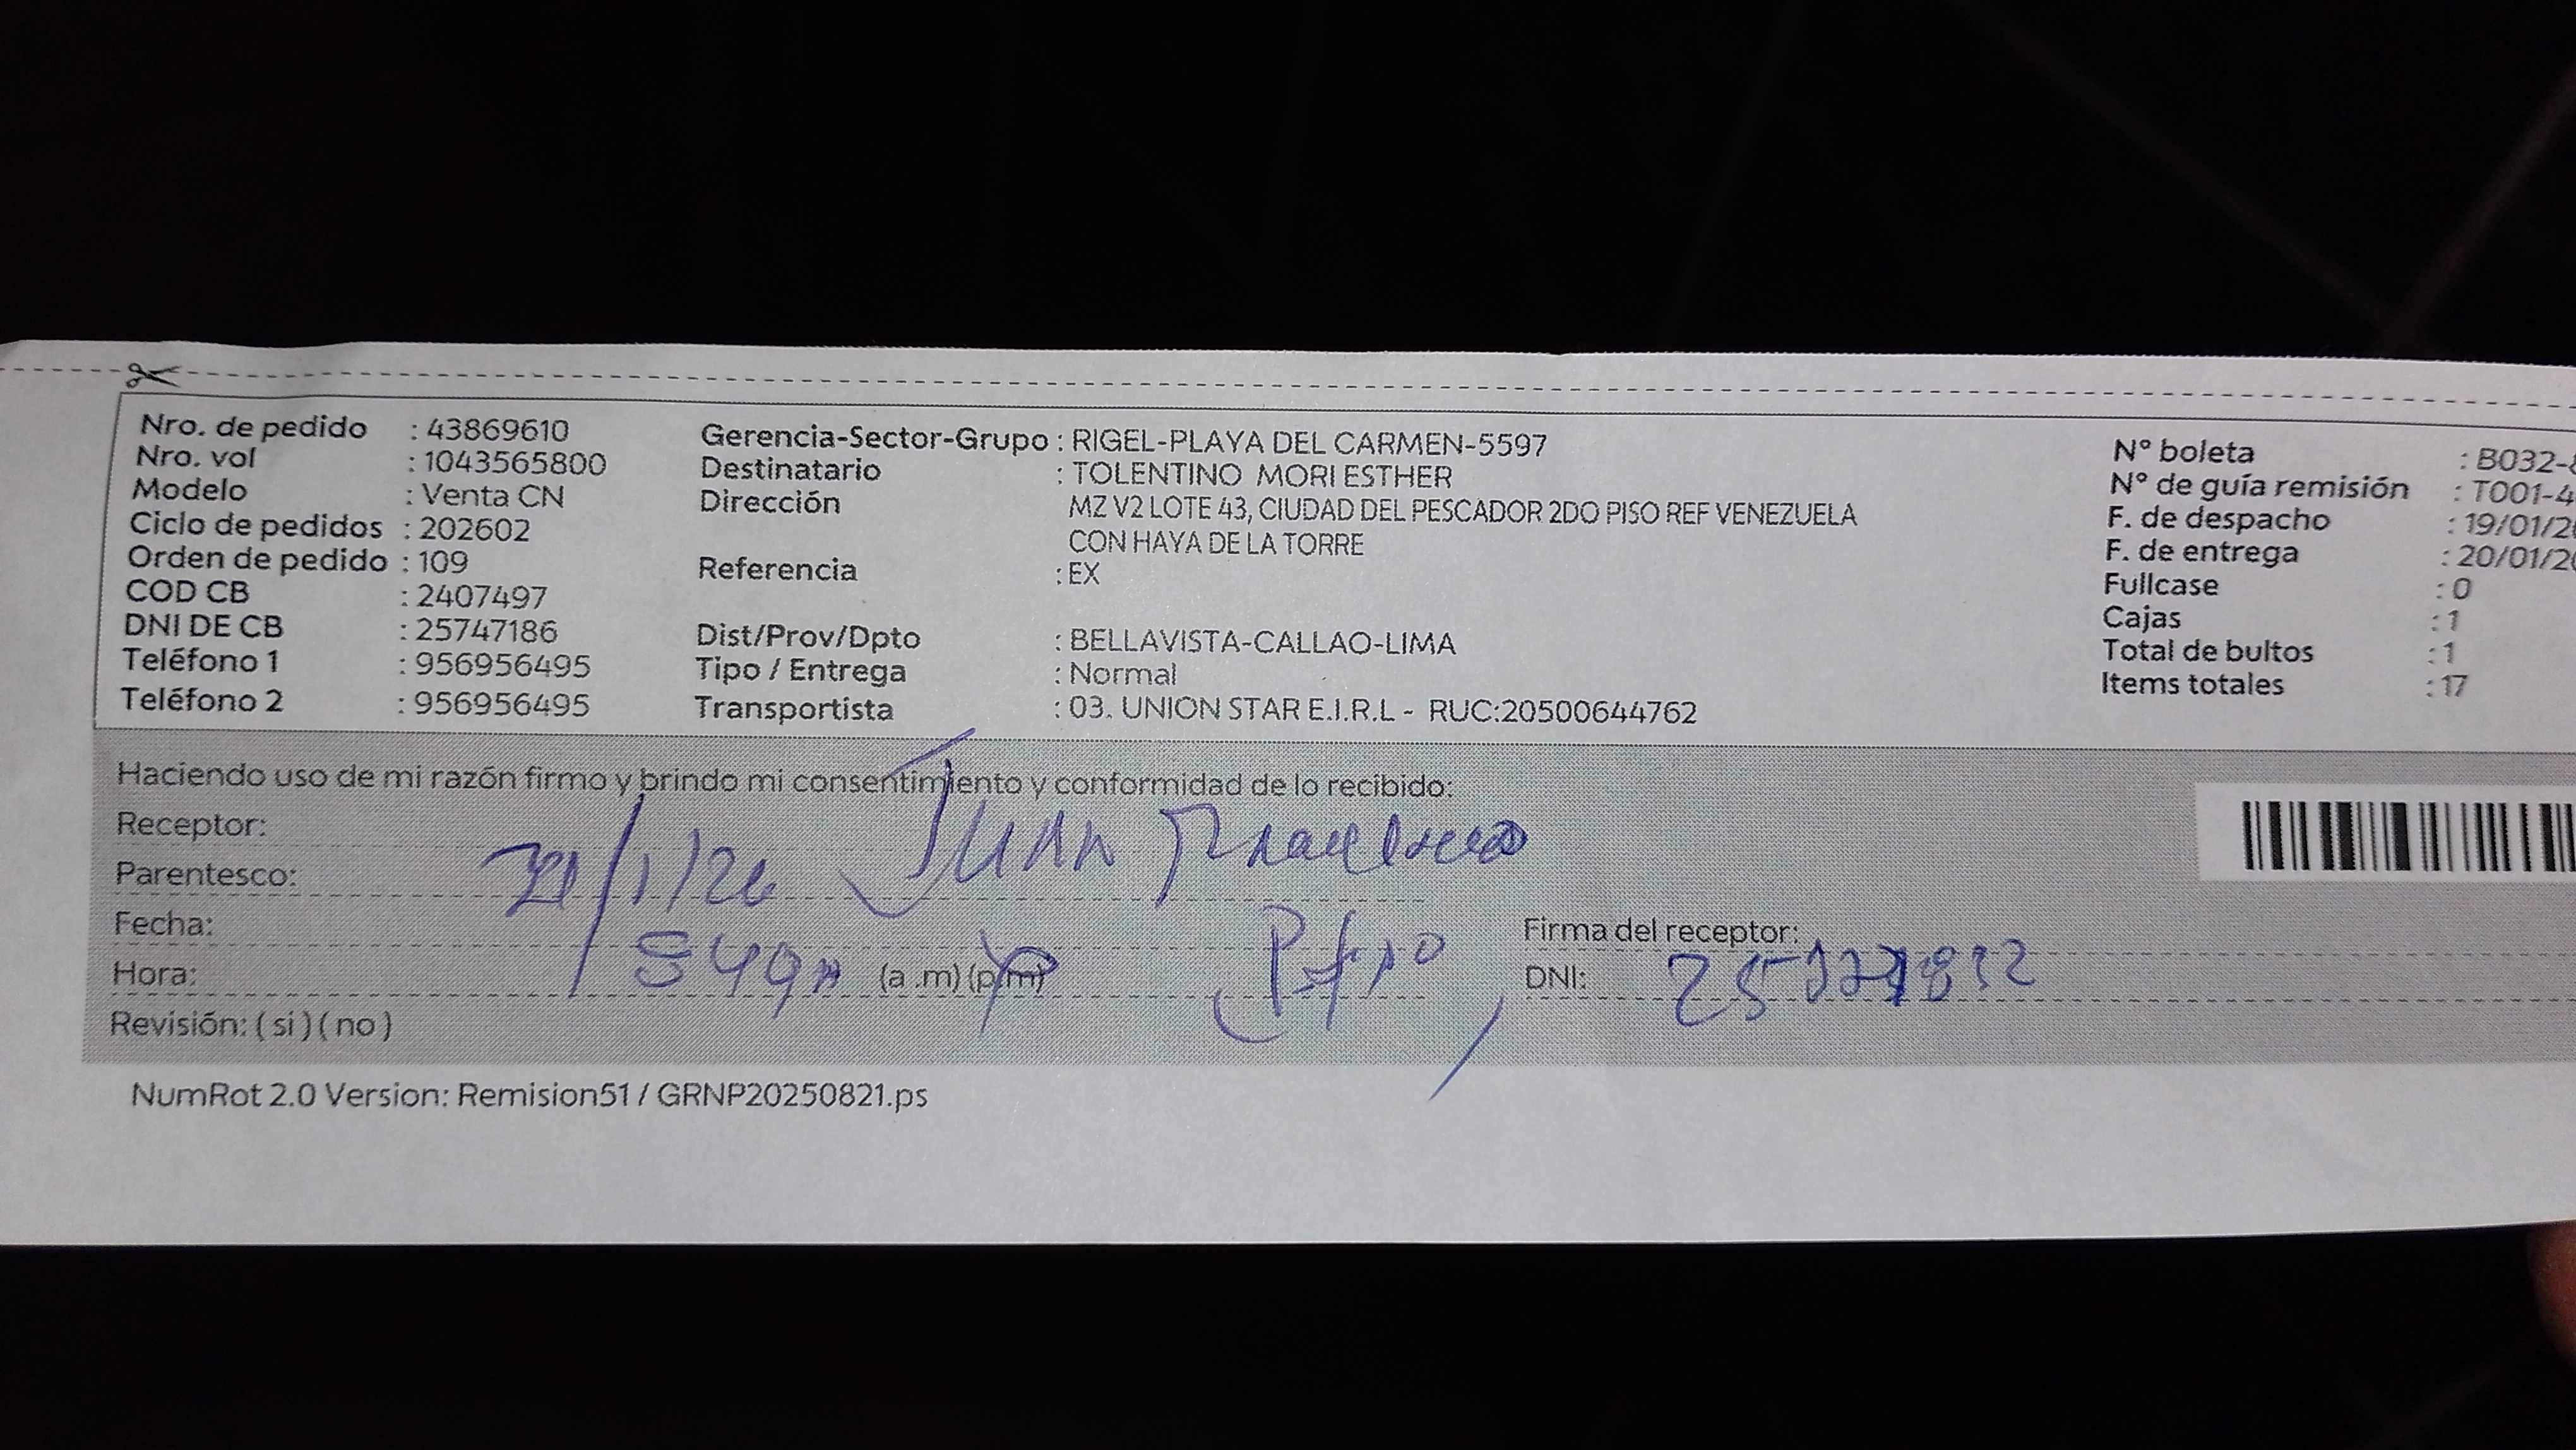 Nro. de pedido : 43869610
Nro. vol : 1043565800
Modelo : Venta CN
Ciclo de pedidos : 202602
Orden de pedido : 109
COD CB : 2407497
DNI DE CB : 25747186
Teléfono 1 : 956956495
Teléfono 2 : 956956495
Gerencia-Sector-Grupo : RIGEL-PLAYA DEL CARMEN-5597
Destinatario : TOLENTINO MORI ESTHER
Dirección MZ V2 LOTE 43, CIUDAD DEL PESCADOR 2DO PISO REF VENEZUELA
CON HAYA DE LA TORRE
Referencia : EX
Dist/Prov/Dpto : BELLAVISTA-CALLAO-LIMA
Tipo / Entrega : Normal
Transportista : 03. UNION STAR E.I.R.L - RUC:20500644762
Nº boleta : B032-
Nº de guía remisión : T001-4
F. de despacho : 19/01/2
F. de entrega : 20/01/2
Fullcase : 0
Cajas : 1
Total de bultos : 1
Items totales : 17
Haciendo uso de mi razón firmo y brindo mi consentimiento y conformidad de lo recibido:
Receptor: Juan
Parentesco:
Fecha:
Hora: (a .m) (p.m)
Revisión: ( si ) ( no )
Firma del receptor:
DNI:
NumRot 2.0 Version: Remision51 / GRNP20250821.ps